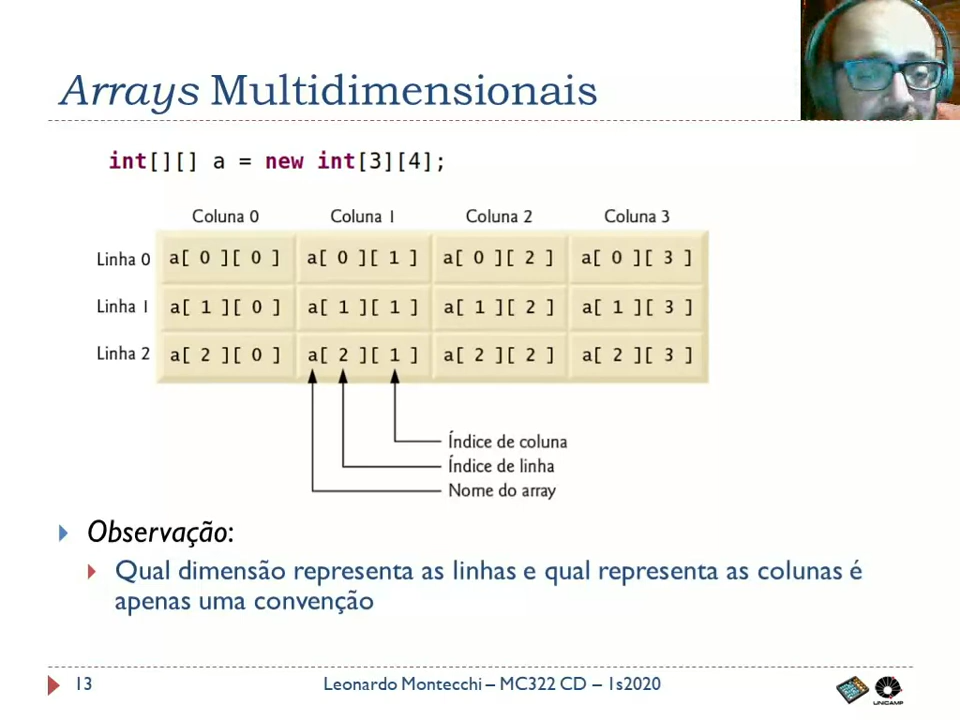 Arrays Multidimensionais
int[][] a = new int[3][4];
Coluna 0 Coluna 1 Coluna 2 Coluna 3
Linha 0 a[ 0 ][ 0 ] a[ 0 ][ 1 ] a[ 0 ][ 2 ] a[ 0 ][ 3 ]
Linha 1 a[ 1 ][ 0 ] a[ 1 ][ 1 ] a[ 1 ][ 2 ] a[ 1 ][ 3 ]
Linha 2 a[ 2 ][ 0 ] a[ 2 ][ 1 ] a[ 2 ][ 2 ] a[ 2 ][ 3 ]
Índice de coluna
Índice de linha
Nome do array
Observação:
Qual dimensão representa as linhas e qual representa as colunas é
apenas uma convenção
13 Leonardo Montecchi – MC322 CD – 1s2020
UNICAMP